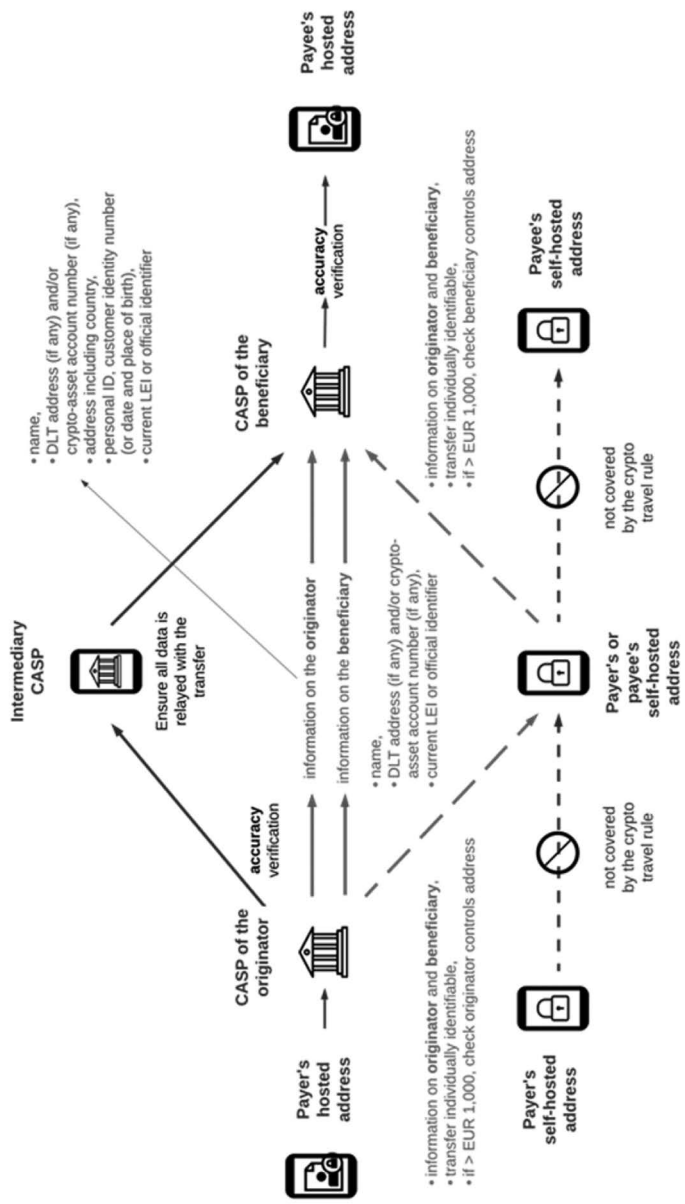 Intermediary
CASP
Ensure all data is
relayed with the
transfer
• name,
• DLT address (if any) and/or
crypto-asset account number (if any),
• address including country,
• personal ID, customer identity number
(or date and place of birth),
• current LEI or official identifier
Payer's
hosted
address
CASP of the
originator
accuracy
verification
information on the originator
information on the beneficiary
• name,
• DLT address (if any) and/or crypto-
asset account number (if any),
• current LEI or official identifier
CASP of the
beneficiary
accuracy
verification
Payee's
hosted
address
• information on originator and beneficiary,
• transfer individually identifiable,
• if > EUR 1,000, check originator controls address
• information on originator and beneficiary,
• transfer individually identifiable,
• if > EUR 1,000, check beneficiary controls address
Payer's
self-hosted
address
not covered
by the crypto
travel rule
Payer's or
payee's
self-hosted
address
not covered
by the crypto
travel rule
Payee's
self-hosted
address